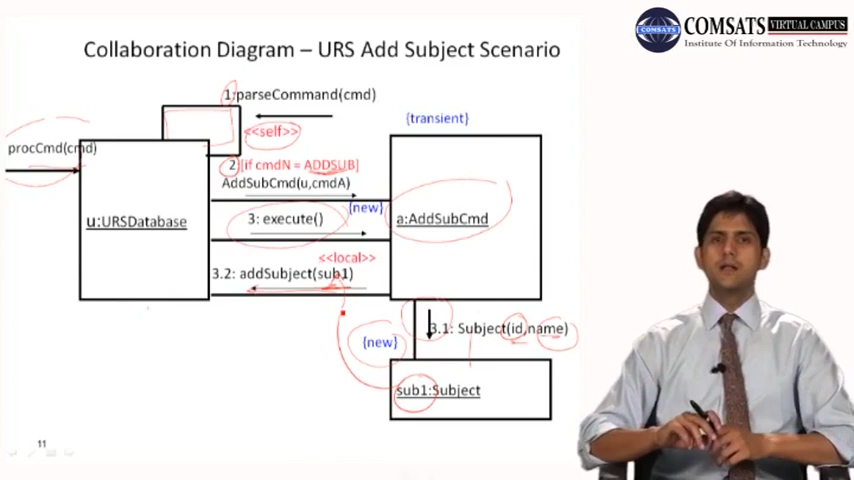 COMSATS VIRTUAL CAMPUS
COMSATS
Institute Of Information Technology
Collaboration Diagram – URS Add Subject Scenario
1:parseCommand(cmd)
{transient}
<<self>>
procCmd(cmd)
2 [if cmdN = ADDSUB]
AddSubCmd(u,cmdA)
{new}
3: execute()
u:URSDatabase
a:AddSubCmd
<<local>>
3.2: addSubject(sub1)
3.1: Subject(id,name)
{new}
sub1:Subject
11